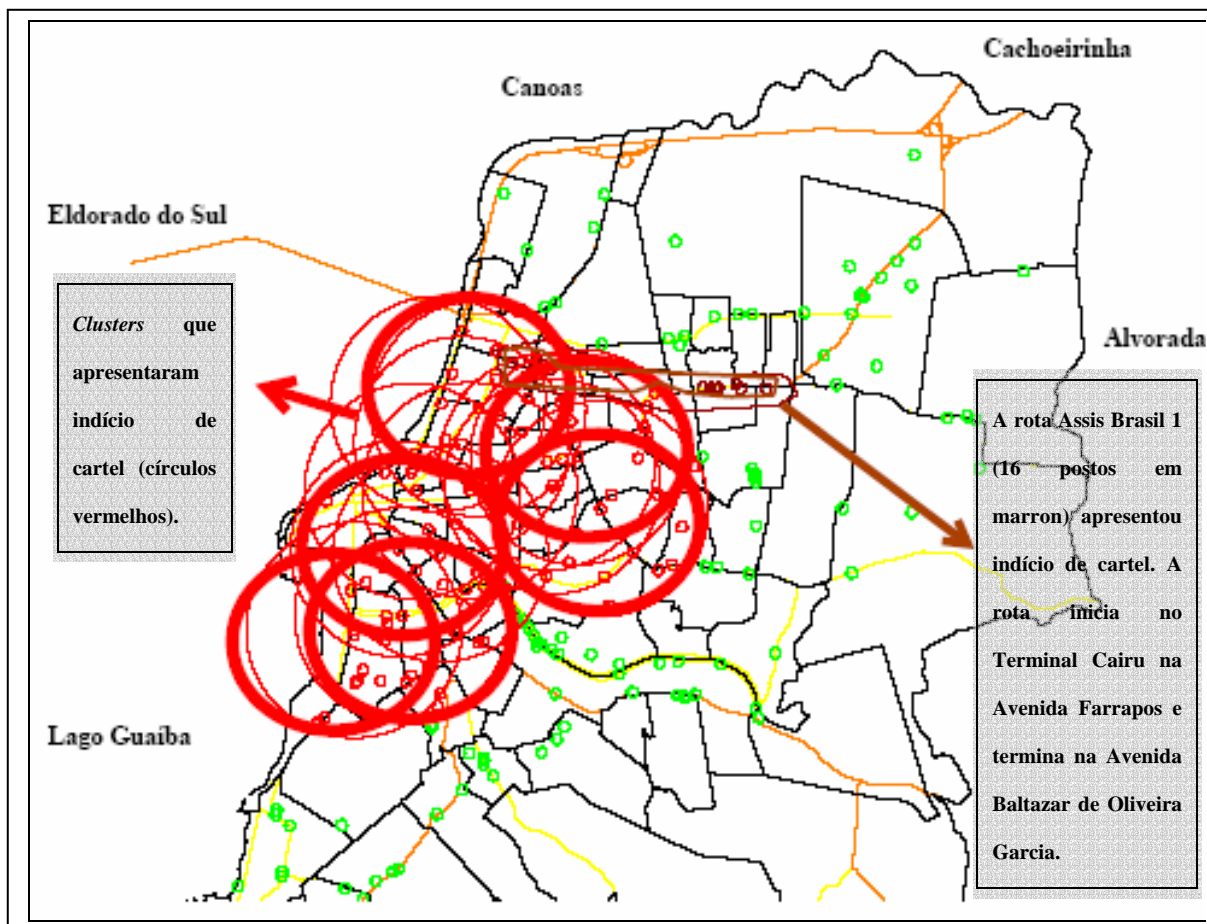 Cachoeirinha
Canoas
Eldorado do Sul
Clusters que
apresentaram
indício de
cartel (círculos
vermelhos).
Alvorada
A rota Assis Brasil 1
(16 postos em
marron) apresentou
indício de cartel. A
rota inicia no
Terminal Cairu na
Avenida Farrapos e
termina na Avenida
Baltazar de Oliveira
Garcia.
Lago Guaiba